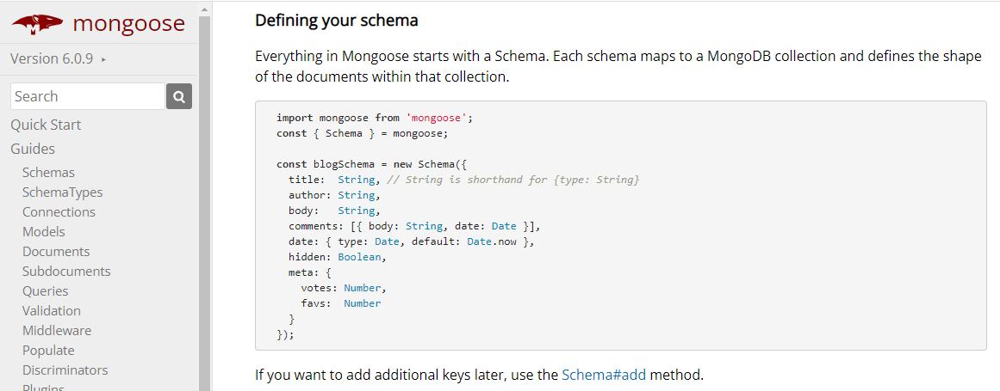 mongoose
Version 6.0.9 ▸
Search
Quick Start
Guides
Schemas
SchemaTypes
Connections
Models
Documents
Subdocuments
Queries
Validation
Middleware
Populate
Discriminators
Plugins
Defining your schema
Everything in Mongoose starts with a Schema. Each schema maps to a MongoDB collection and defines the shape
of the documents within that collection.
import mongoose from 'mongoose';
const { Schema } = mongoose;
const blogSchema = new Schema({
  title:  String, // String is shorthand for {type: String}
  author: String,
  body:   String,
  comments: [{ body: String, date: Date }],
  date: { type: Date, default: Date.now },
  hidden: Boolean,
  meta: {
    votes: Number,
    favs:  Number
  }
});
If you want to add additional keys later, use the Schema#add method.